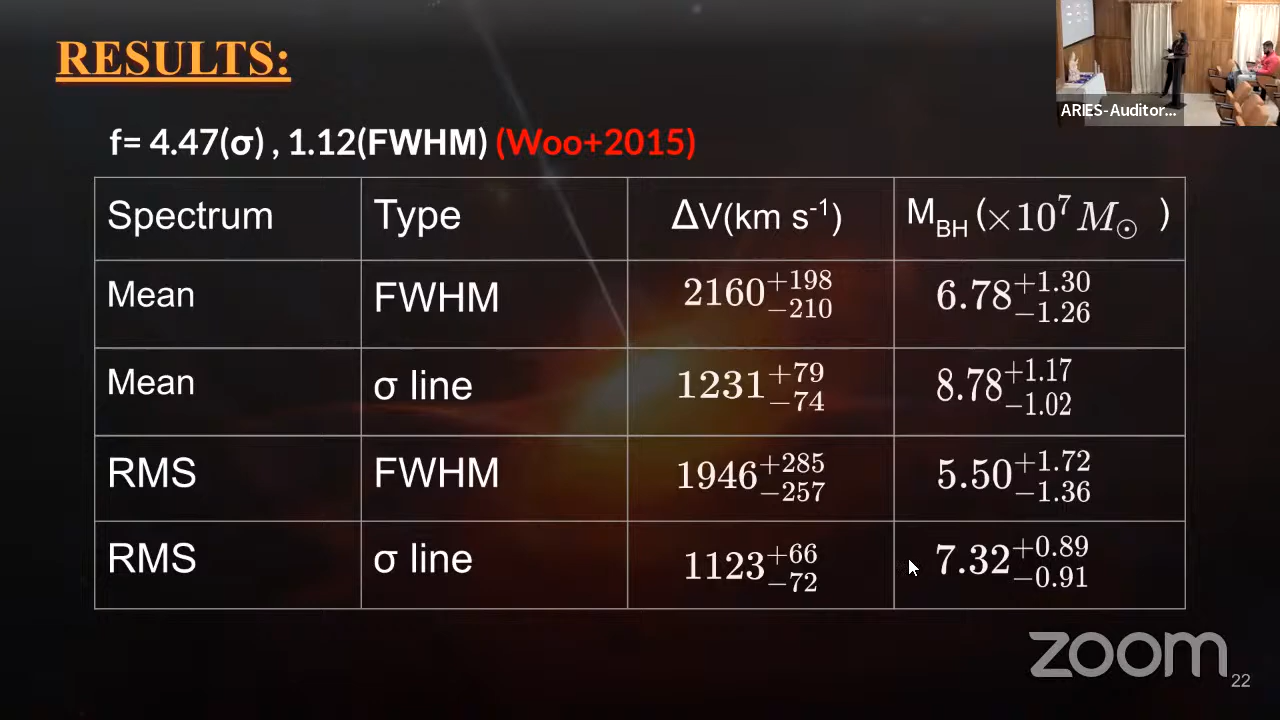 RESULTS:
ARIES-Auditor...
f= 4.47(σ) , 1.12(FWHM) (Woo+2015)
Spectrum Type ΔV(km s⁻¹) M_BH (×10⁷ M_⊙ )
Mean FWHM 2160 +198 −210 6.78 +1.30 −1.26
Mean σ line 1231 +79 −74 8.78 +1.17 −1.02
RMS FWHM 1946 +285 −257 5.50 +1.72 −1.36
RMS σ line 1123 +66 −72 7.32 +0.89 −0.91
zoom
22